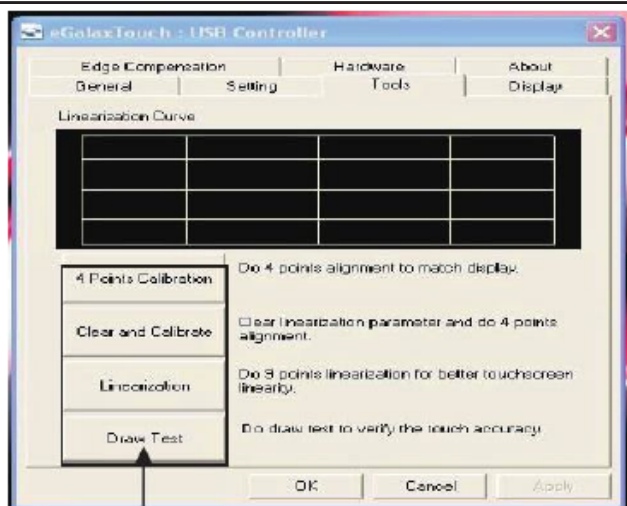 eGalaxTouch : USB Controller
Edge Compensation Hardware About
General Setting Tools Display
Linearization Curve
4 Points Calibration
Do 4 points alignment to match display.
Clear and Calibrate
Clear linearization parameter and do 4 points
alignment.
Linearization
Do 9 points linearization for better touchscreen
linearity.
Draw Test
Do draw test to verify the touch accuracy.
OK Cancel Apply